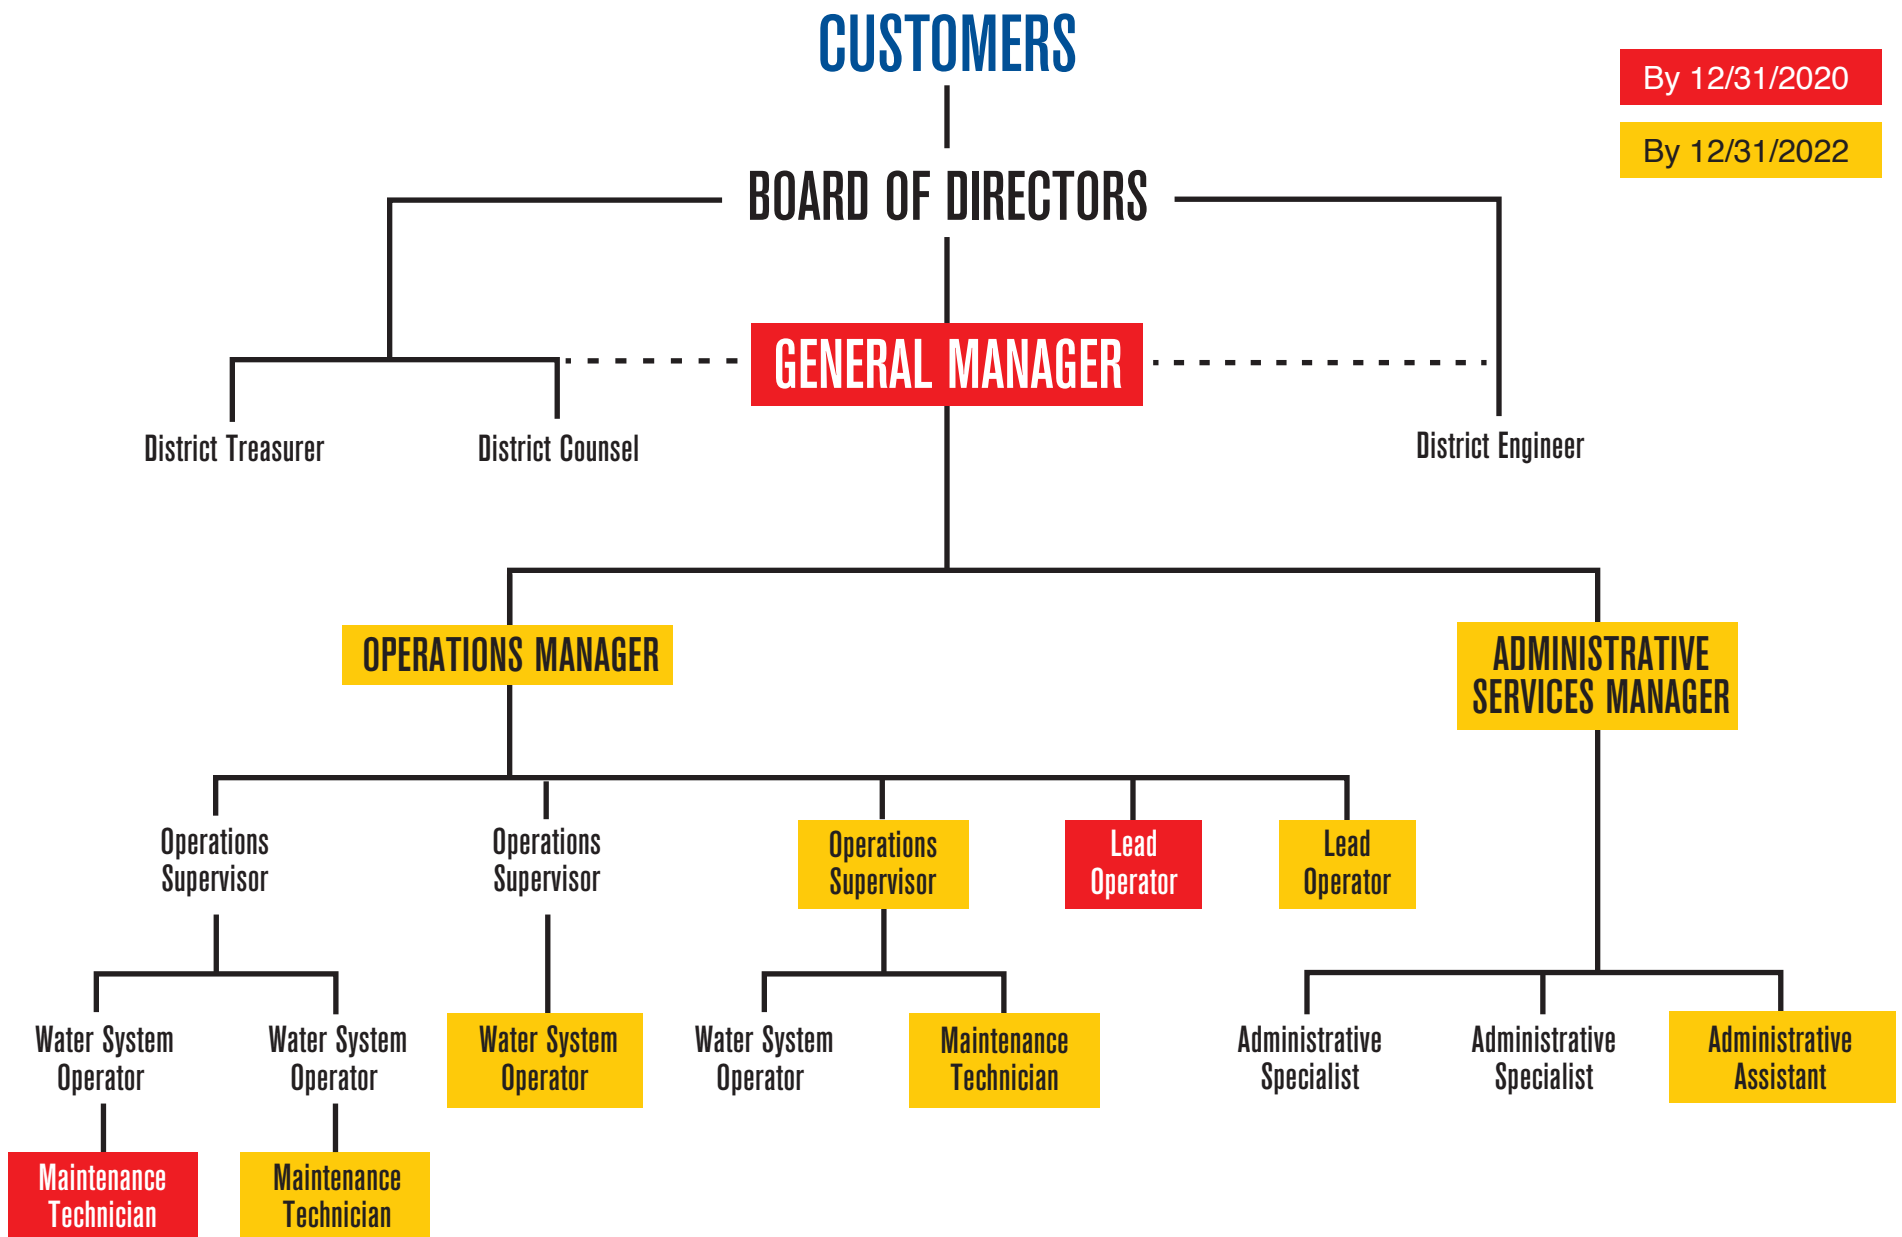 CUSTOMERS
By 12/31/2020
By 12/31/2022
BOARD OF DIRECTORS
GENERAL MANAGER
District Treasurer
District Counsel
District Engineer
OPERATIONS MANAGER
ADMINISTRATIVE
SERVICES MANAGER
Operations
Supervisor
Operations
Supervisor
Operations
Supervisor
Lead
Operator
Lead
Operator
Water System
Operator
Water System
Operator
Water System
Operator
Water System
Operator
Maintenance
Technician
Administrative
Specialist
Administrative
Specialist
Administrative
Assistant
Maintenance
Technician
Maintenance
Technician